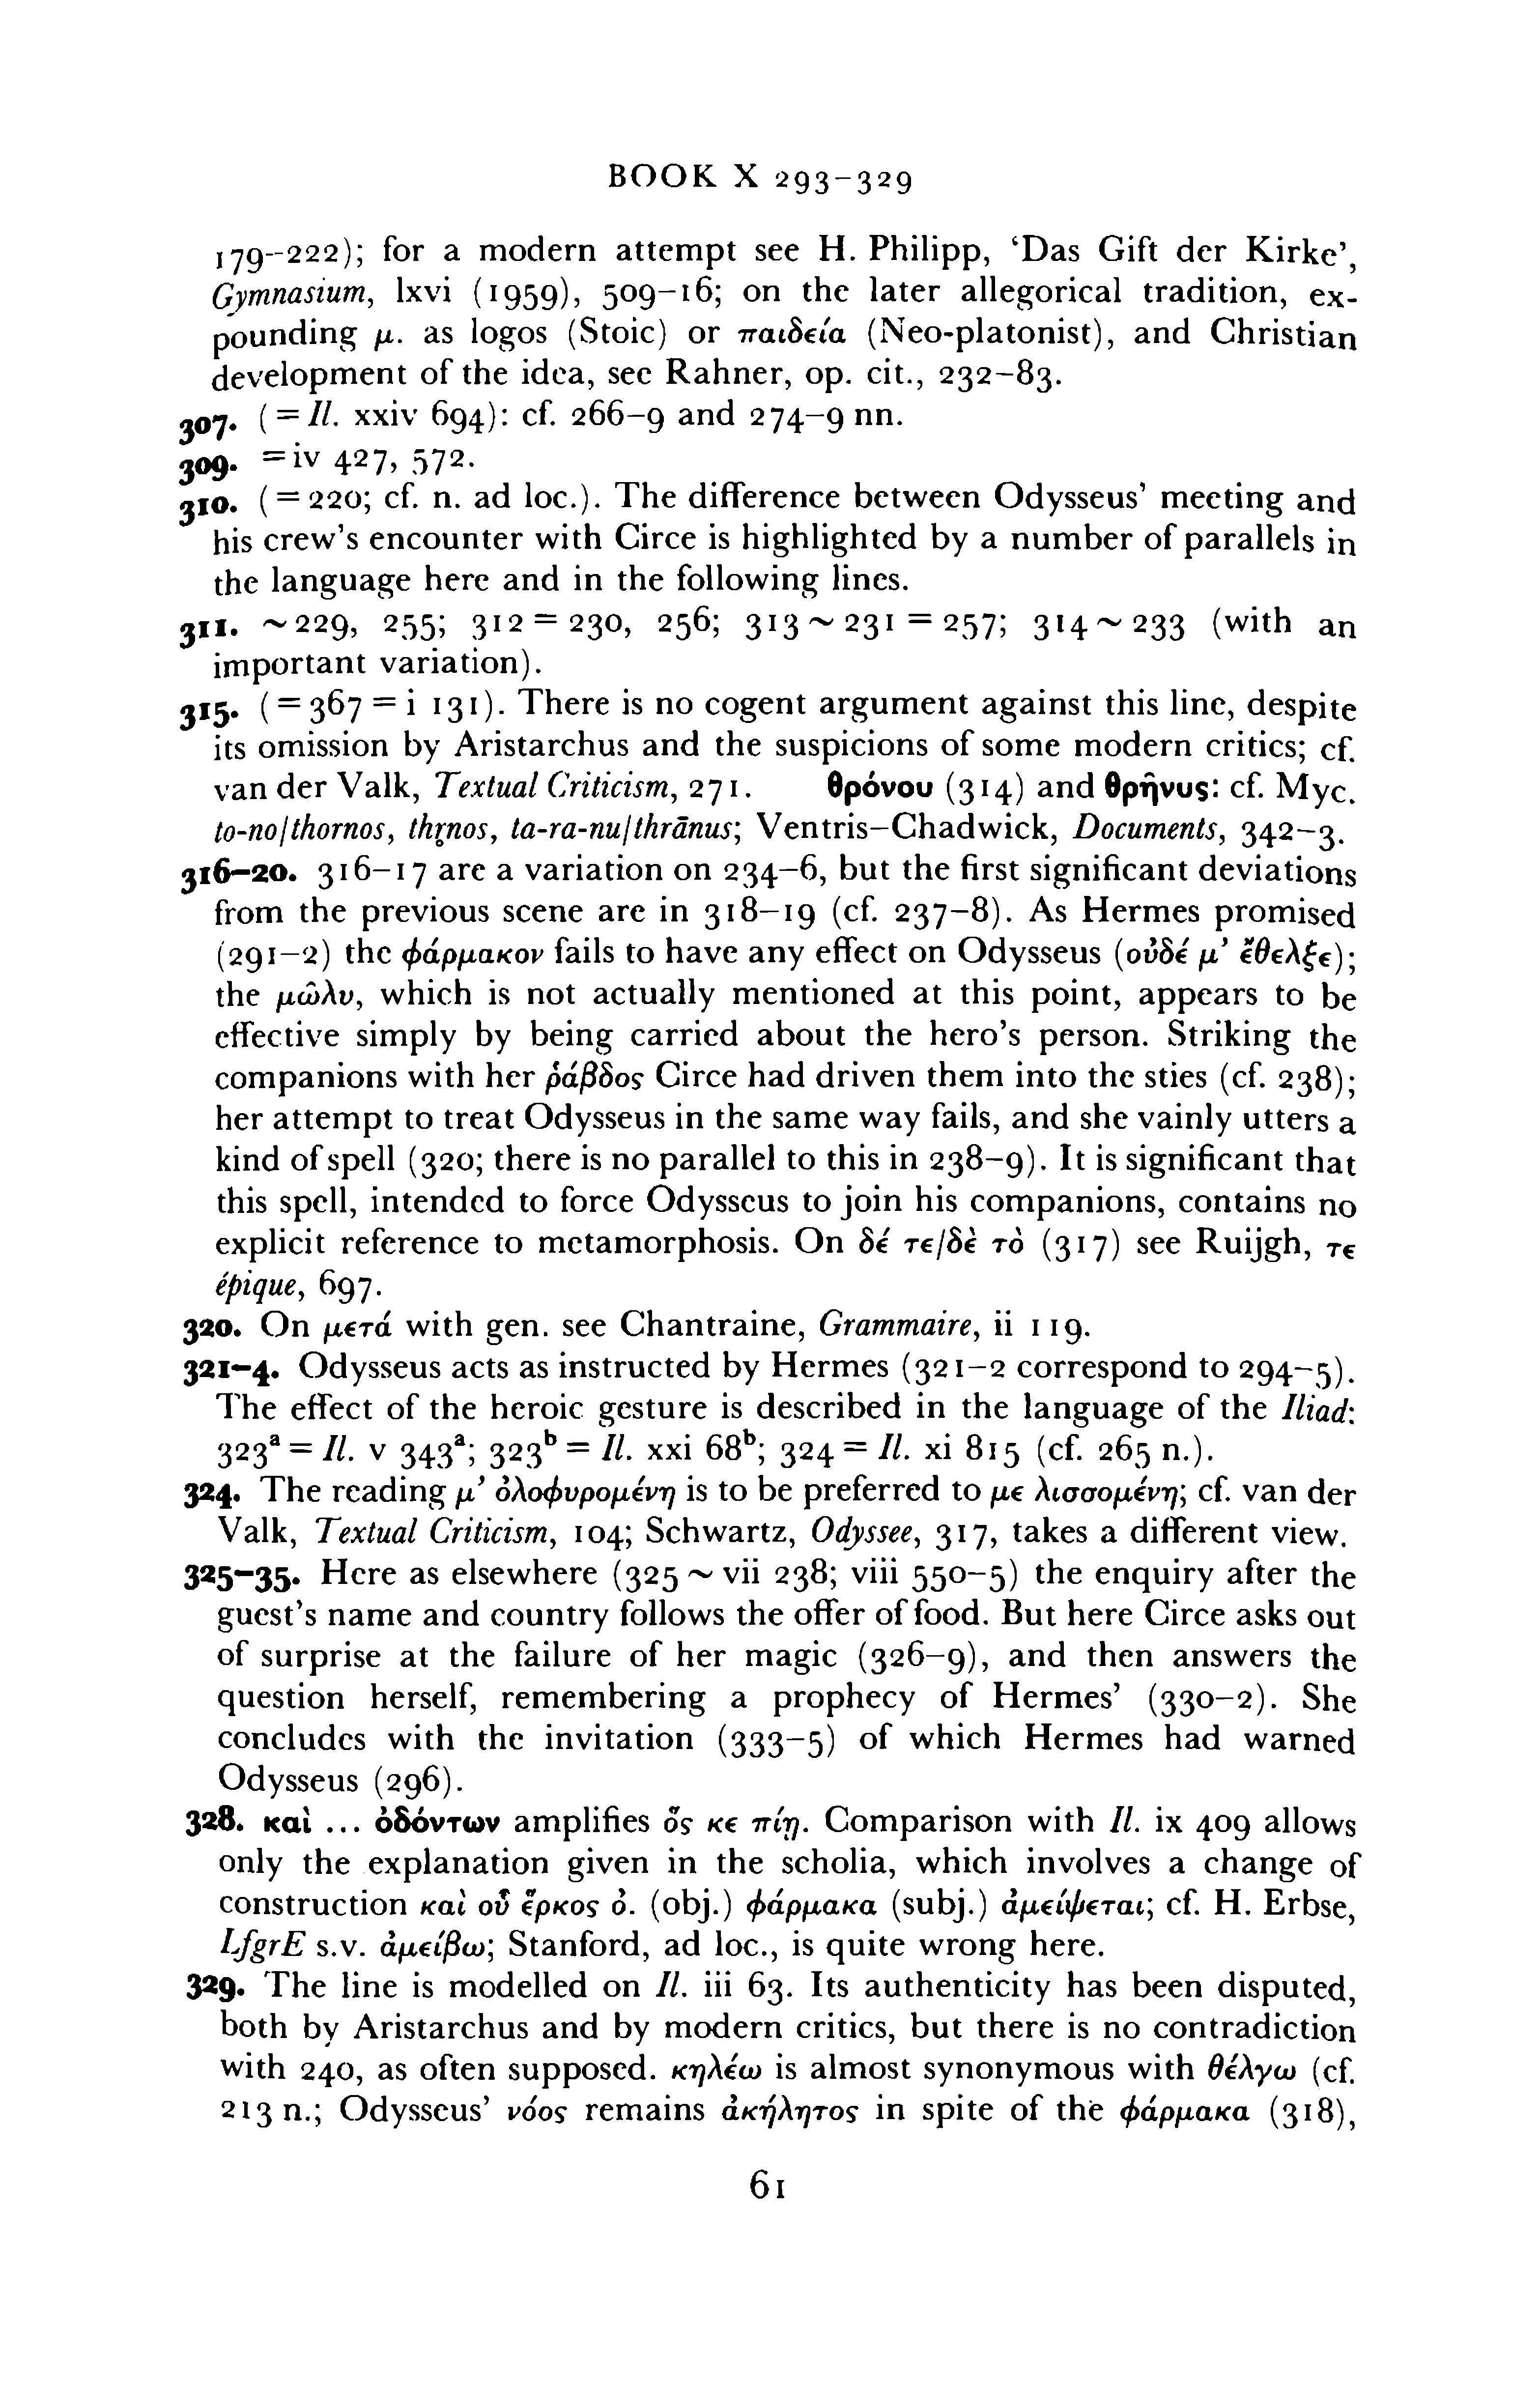 BOOK X 293–329
179–222); for a modern attempt see H. Philipp, ‘Das Gift der Kirke’,
Gymnasium, lxvi (1959), 509–16; on the later allegorical tradition, ex-
pounding μ. as logos (Stoic) or παιδεία (Neo-platonist), and Christian
development of the idea, see Rahner, op. cit., 232–83.
307. (= Il. xxiv 694): cf. 266–9 and 274–9 nn.
309. = iv 427, 572.
310. (= 220; cf. n. ad loc.). The difference between Odysseus’ meeting and
his crew’s encounter with Circe is highlighted by a number of parallels in
the language here and in the following lines.
311. ~ 229, 255; 312 = 230, 256; 313 ~ 231 = 257; 314 ~ 233 (with an
important variation).
315. (= 367 = i 131). There is no cogent argument against this line, despite
its omission by Aristarchus and the suspicions of some modern critics; cf.
van der Valk, Textual Criticism, 271. θρόνου (314) and θρῆνυς: cf. Myc.
to-no/thornos, thṛnos, ta-ra-nu/thrānus; Ventris–Chadwick, Documents, 342–3.
316–20. 316–17 are a variation on 234–6, but the first significant deviations
from the previous scene are in 318–19 (cf. 237–8). As Hermes promised
(291–2) the φάρμακον fails to have any effect on Odysseus (οὐδέ μ’ ἔθελξε);
the μῶλυ, which is not actually mentioned at this point, appears to be
effective simply by being carried about the hero’s person. Striking the
companions with her ῥάβδος Circe had driven them into the sties (cf. 238);
her attempt to treat Odysseus in the same way fails, and she vainly utters a
kind of spell (320; there is no parallel to this in 238–9). It is significant that
this spell, intended to force Odysseus to join his companions, contains no
explicit reference to metamorphosis. On δέ τε/δὲ τὸ (317) see Ruijgh, τε
épique, 697.
320. On μετά with gen. see Chantraine, Grammaire, ii 119.
321–4. Odysseus acts as instructed by Hermes (321–2 correspond to 294–5).
The effect of the heroic gesture is described in the language of the Iliad:
323ᵃ = Il. v 343ᵃ; 323ᵇ = Il. xxi 68ᵇ; 324 = Il. xi 815 (cf. 265 n.).
324. The reading μ’ ὀλοφυρομένη is to be preferred to με λισσομένη; cf. van der
Valk, Textual Criticism, 104; Schwartz, Odyssee, 317, takes a different view.
325–35. Here as elsewhere (325 ~ vii 238; viii 550–5) the enquiry after the
guest’s name and country follows the offer of food. But here Circe asks out
of surprise at the failure of her magic (326–9), and then answers the
question herself, remembering a prophecy of Hermes’ (330–2). She
concludes with the invitation (333–5) of which Hermes had warned
Odysseus (296).
328. καὶ ... ὀδόντων amplifies ὅς κε πίῃ. Comparison with Il. ix 409 allows
only the explanation given in the scholia, which involves a change of
construction καὶ οὗ ἕρκος ὀ. (obj.) φάρμακα (subj.) ἀμείψεται; cf. H. Erbse,
LfgrE s.v. ἀμείβω; Stanford, ad loc., is quite wrong here.
329. The line is modelled on Il. iii 63. Its authenticity has been disputed,
both by Aristarchus and by modern critics, but there is no contradiction
with 240, as often supposed. κηλέω is almost synonymous with θέλγω (cf.
213 n.; Odysseus’ νόος remains ἀκήλητος in spite of the φάρμακα (318),
61